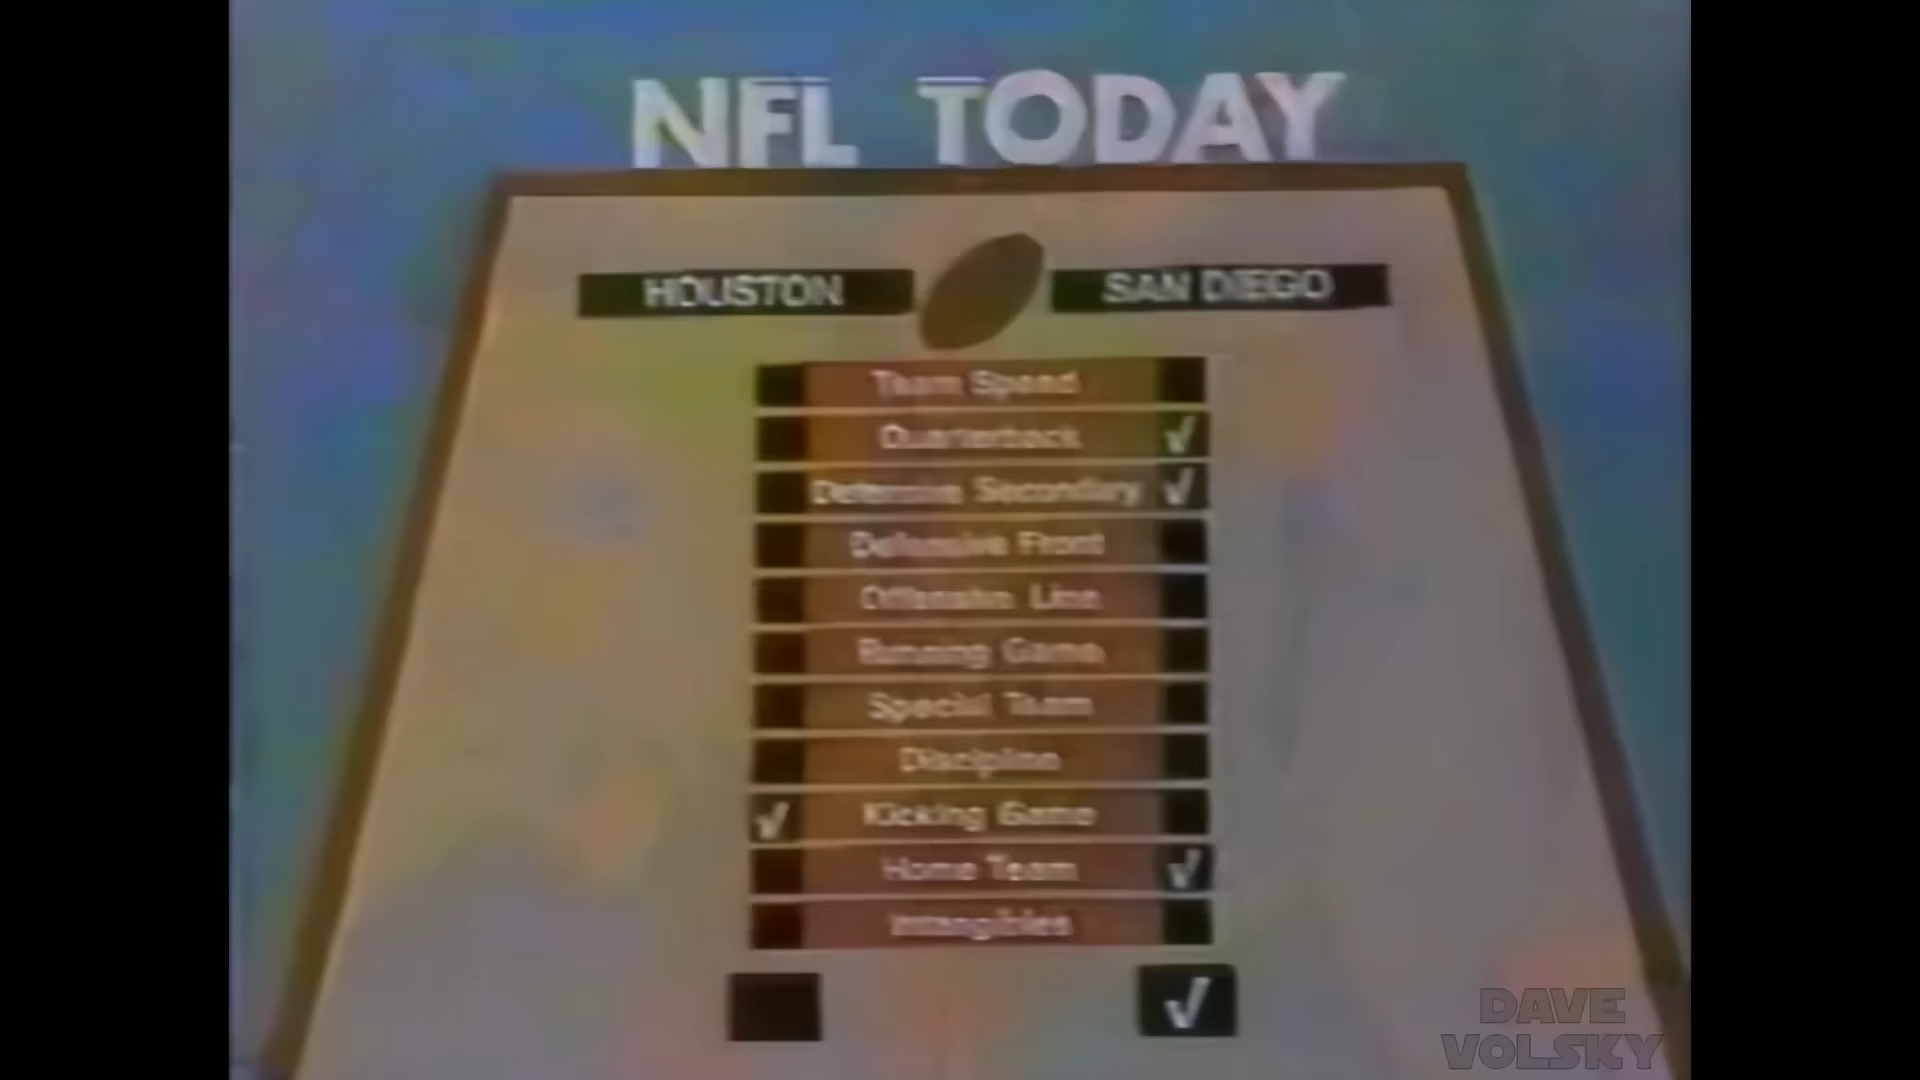 NFL TODAY
HOUSTON SAN DIEGO
Team Speed
Quarterback ✓
Defensive Secondary ✓
Defensive Front
Offensive Line
Running Game
Special Team
Discipline
✓ Kicking Game
Home Team ✓
Intangibles
✓
DAVE
VOLSKY